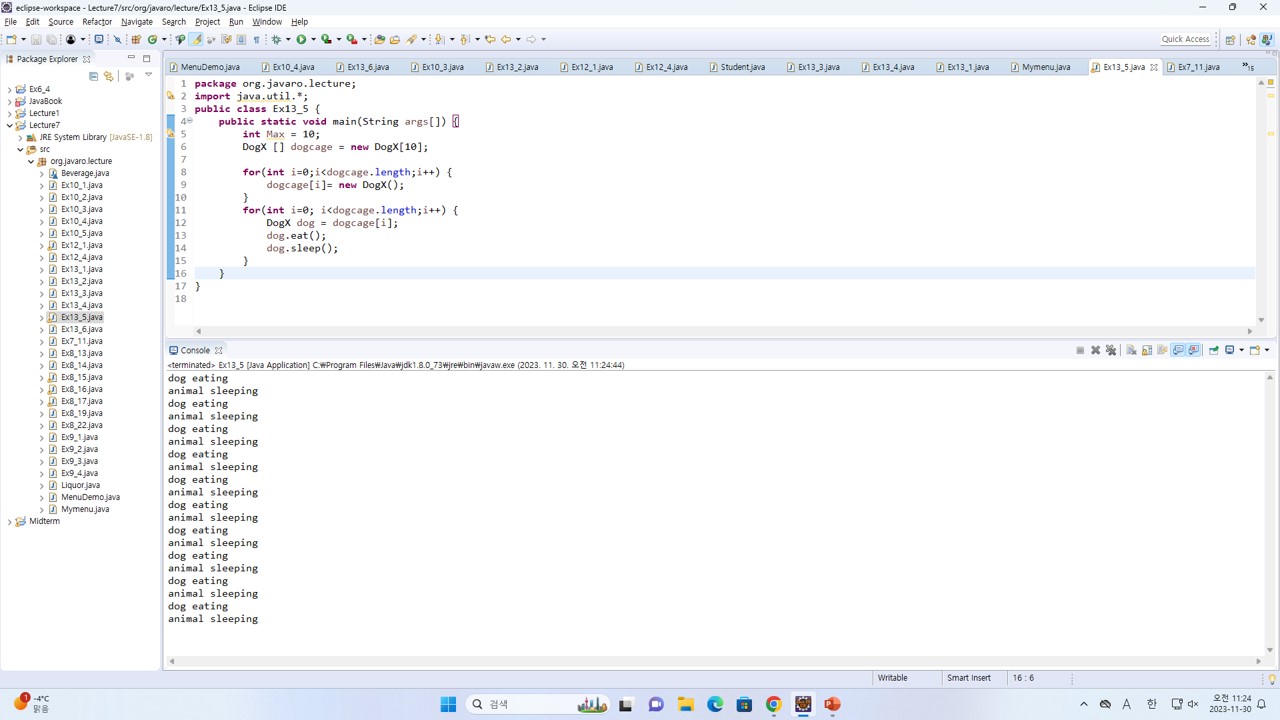 eclipse-workspace - Lecture7/src/org/javaro/lecture/Ex13_5.java - Eclipse IDE
File Edit Source Refactor Navigate Search Project Run Window Help
Quick Access
Package Explorer
MenuDemo.java Ex10_4.java Ex13_6.java Ex10_3.java Ex13_2.java Ex12_1.java Ex12_4.java Student.java Ex13_3.java Ex13_4.java Ex13_1.java Mymenu.java Ex13_5.java Ex7_11.java »15
Ex6_4
JavaBook
Lecture1
Lecture7
JRE System Library [JavaSE-1.8]
src
org.javaro.lecture
Beverage.java
Ex10_1.java
Ex10_2.java
Ex10_3.java
Ex10_4.java
Ex10_5.java
Ex12_1.java
Ex12_4.java
Ex13_1.java
Ex13_2.java
Ex13_3.java
Ex13_4.java
Ex13_5.java
Ex13_6.java
Ex7_11.java
Ex8_13.java
Ex8_14.java
Ex8_15.java
Ex8_16.java
Ex8_17.java
Ex8_19.java
Ex8_22.java
Ex9_1.java
Ex9_2.java
Ex9_3.java
Ex9_4.java
Liquor.java
MenuDemo.java
Mymenu.java
Midterm
1 package org.javaro.lecture;
2 import java.util.*;
3 public class Ex13_5 {
4 public static void main(String args[]) {
5 int Max = 10;
6 DogX [] dogcage = new DogX[10];
7
8 for(int i=0;i<dogcage.length;i++) {
9 dogcage[i]= new DogX();
10 }
11 for(int i=0; i<dogcage.length;i++) {
12 DogX dog = dogcage[i];
13 dog.eat();
14 dog.sleep();
15 }
16 }
17 }
18
Console
<terminated> Ex13_5 [Java Application] C:₩Program Files₩Java₩jdk1.8.0_73₩jre₩bin₩javaw.exe (2023. 11. 30. 오전 11:24:44)
dog eating
animal sleeping
dog eating
animal sleeping
dog eating
animal sleeping
dog eating
animal sleeping
dog eating
animal sleeping
dog eating
animal sleeping
dog eating
animal sleeping
dog eating
animal sleeping
dog eating
animal sleeping
dog eating
animal sleeping
Writable Smart Insert 16 : 6
1 -4°C
맑음
검색
A 한
오전 11:24
2023-11-30